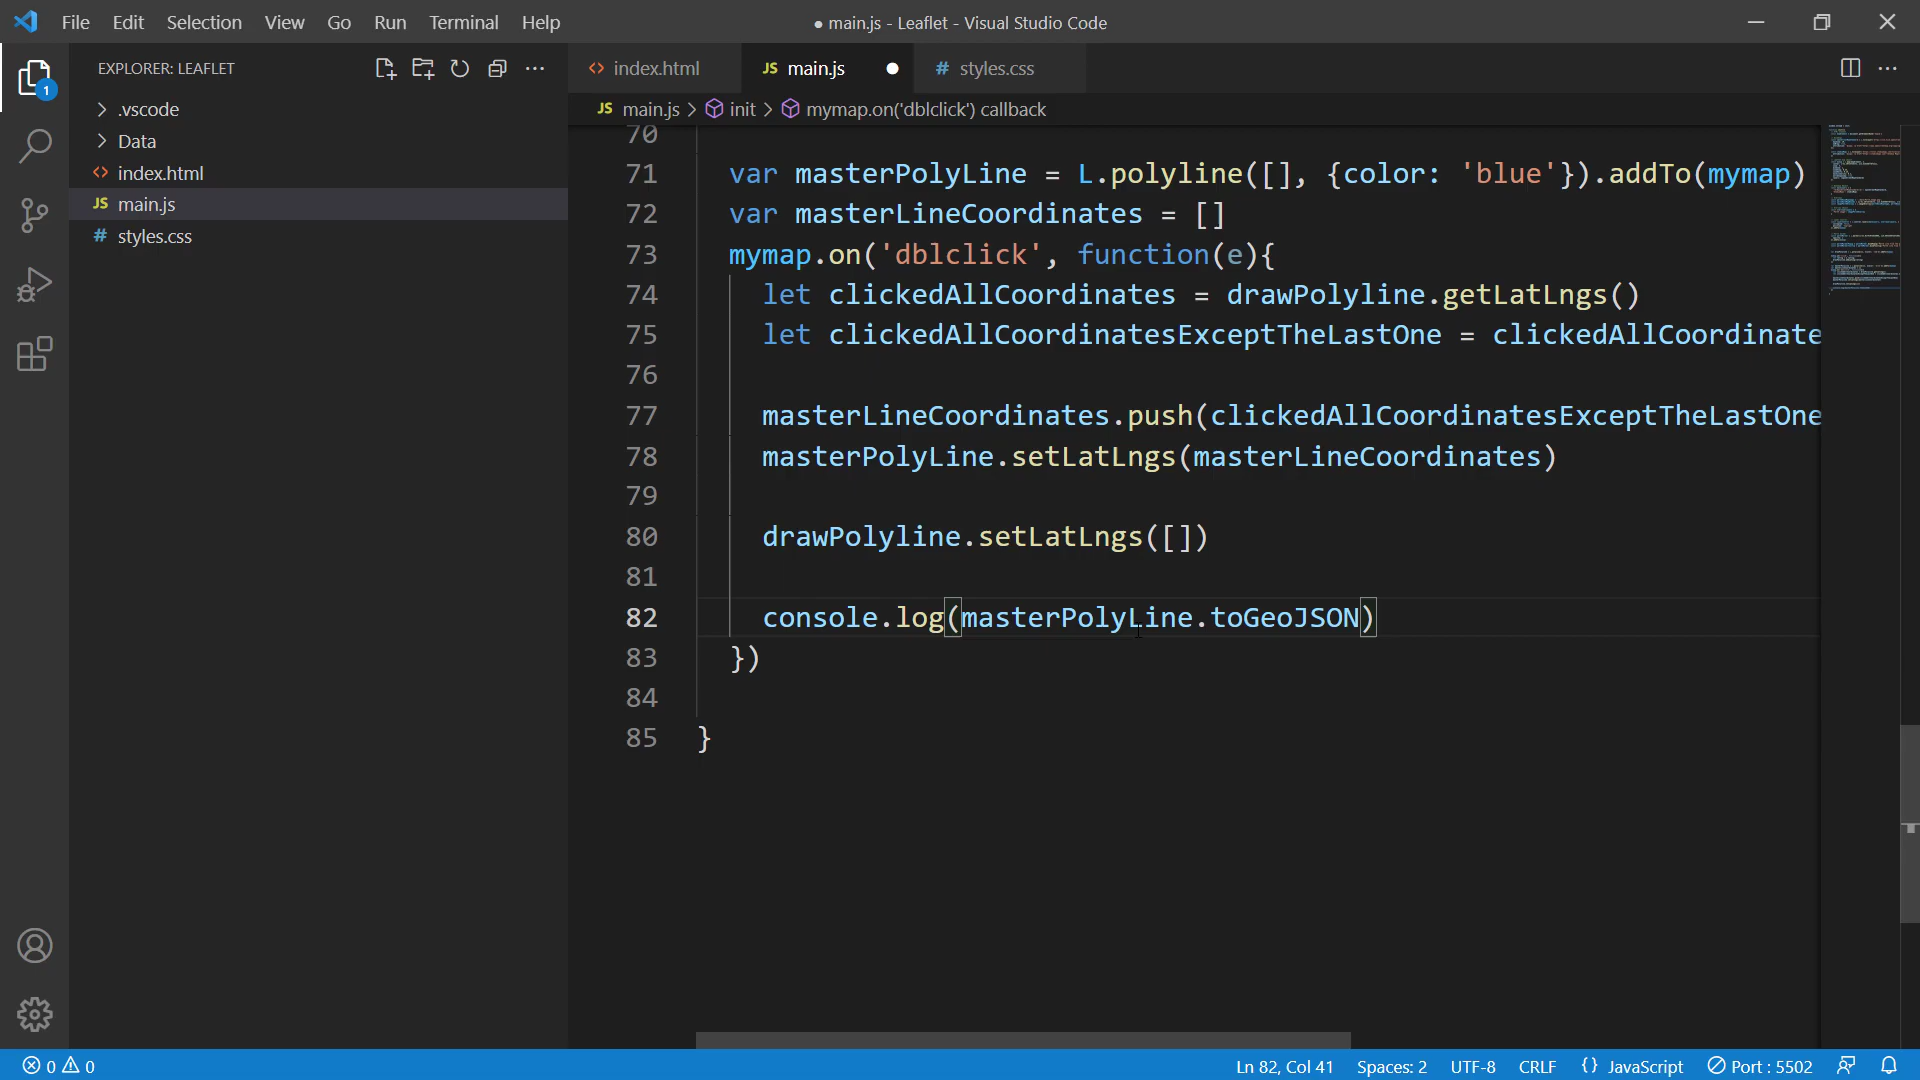 File Edit Selection View Go Run Terminal Help
● main.js - Leaflet - Visual Studio Code
EXPLORER: LEAFLET
1
.vscode
Data
<> index.html
JS main.js
# styles.css
<> index.html
JS main.js ●
# styles.css
JS main.js > init > mymap.on('dblclick') callback
70
71 var masterPolyLine = L.polyline([], {color: 'blue'}).addTo(mymap)
72 var masterLineCoordinates = []
73 mymap.on('dblclick', function(e){
74 let clickedAllCoordinates = drawPolyline.getLatLngs()
75 let clickedAllCoordinatesExceptTheLastOne = clickedAllCoordinate
76
77 masterLineCoordinates.push(clickedAllCoordinatesExceptTheLastOne
78 masterPolyLine.setLatLngs(masterLineCoordinates)
79
80 drawPolyline.setLatLngs([])
81
82 console.log(masterPolyLine.toGeoJSON)
83 })
84
85 }
0 0
Ln 82, Col 41 Spaces: 2 UTF-8 CRLF {} JavaScript Port : 5502